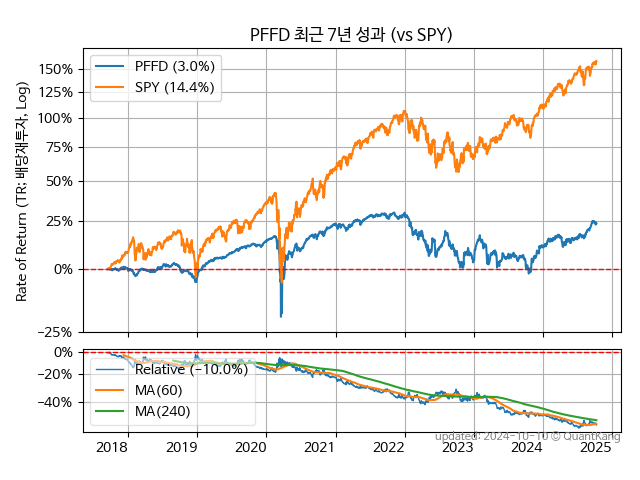 PFFD 최근 7년 성과 (vs SPY)
Rate of Return (TR: 배당재투자, Log)
150%
125%
100%
75%
50%
25%
0%
−25%
PFFD (3.0%)
SPY (14.4%)
0%
−20%
−40%
Relative (−10.0%)
MA(60)
MA(240)
updated: 2024-10-10 © QuantKang
2018 2019 2020 2021 2022 2023 2024 2025